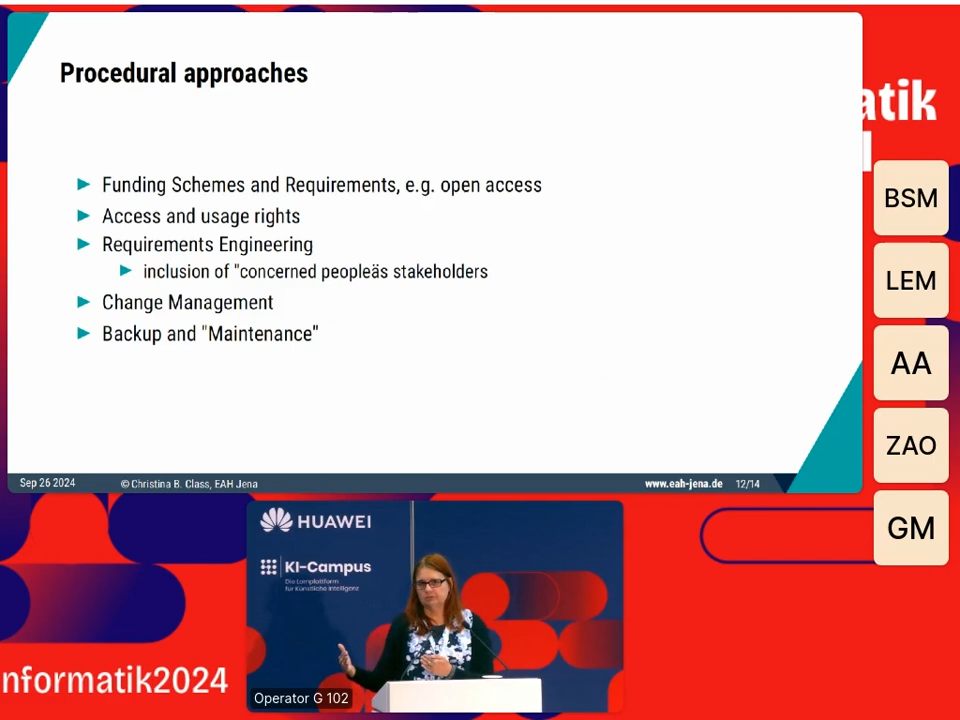 Procedural approaches
Funding Schemes and Requirements, e.g. open access
Access and usage rights
Requirements Engineering
inclusion of "concerned peopleäs stakeholders
Change Management
Backup and "Maintenance"
Sep 26 2024 © Christina B. Class, EAH Jena www.eah-jena.de 12/14
atik
BSM
LEM
AA
ZAO
GM
HUAWEI
KI-Campus
Die Lernplattform
für Künstliche Intelligenz
Operator G 102
nformatik2024